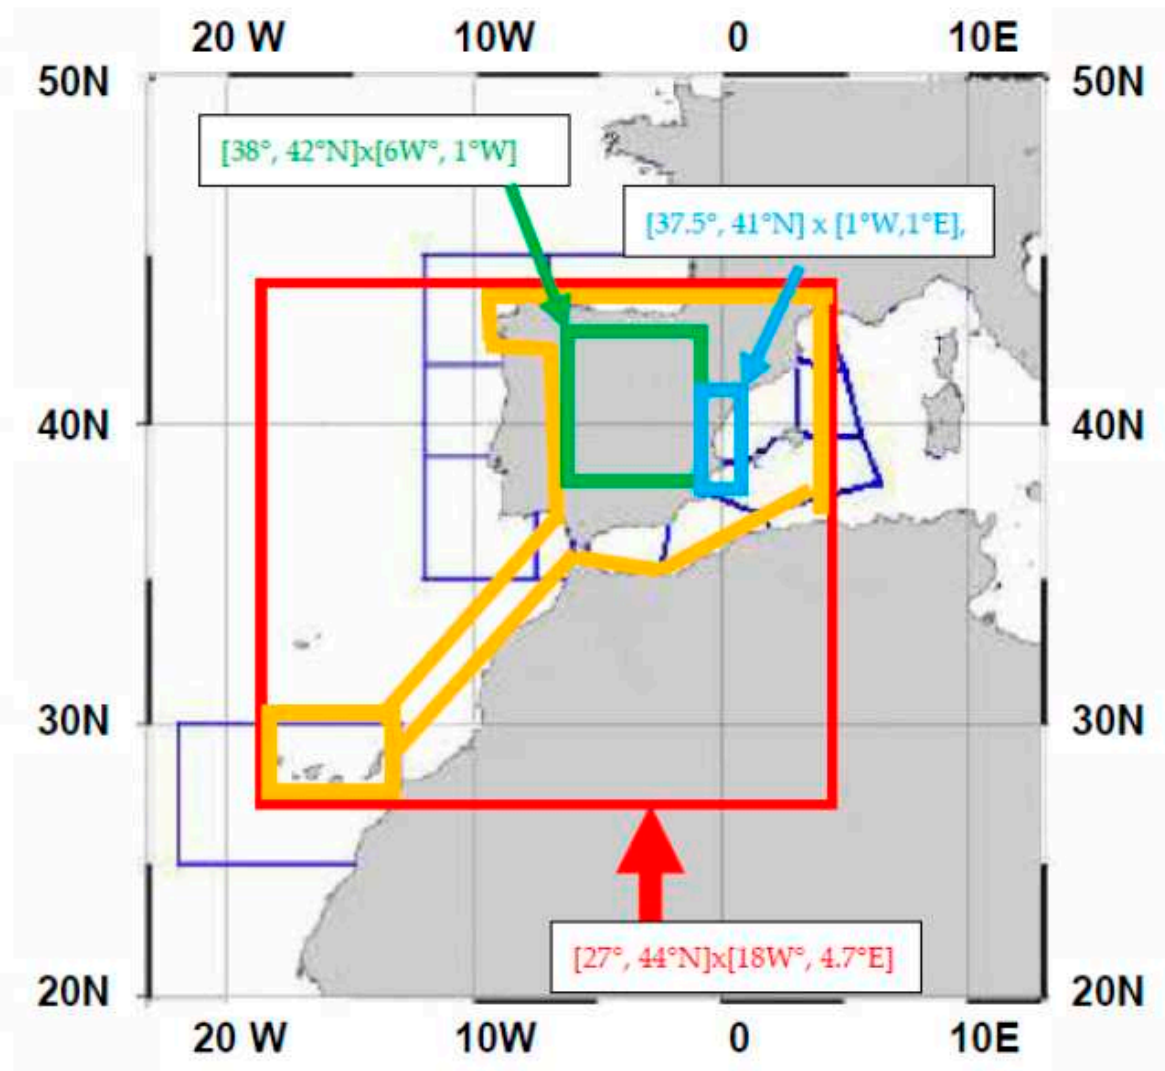 20 W 10W 0 10E
50N 50N
[38°, 42°N]x[6W°, 1°W]
[37.5°, 41°N] x [1°W,1°E],
40N 40N
30N 30N
[27°, 44°N]x[18W°, 4.7°E]
20N 20N
20 W 10W 0 10E